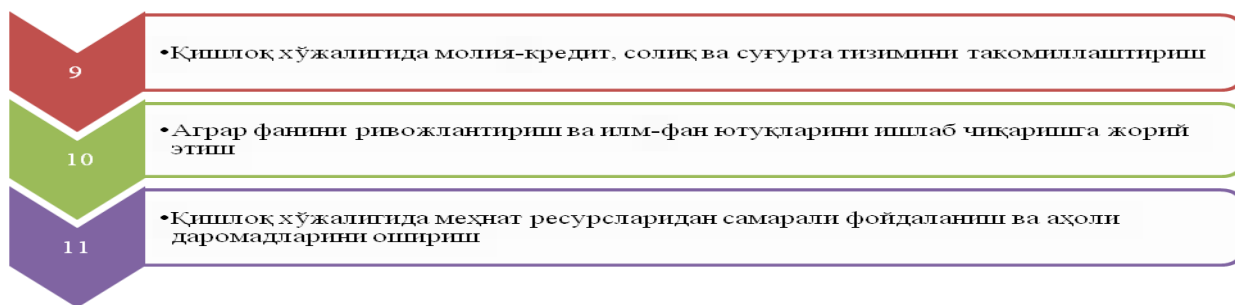 9
•Қишлоқ хўжалигида молия-кредит, солиқ ва суғурта тизимини такомиллаштириш
10
•Аграр фанини ривожлантириш ва илм-фан ютуқларини ишлаб чиқаришга жорий
этиш
11
•Қишлоқ хўжалигида меҳнат ресурсларидан самарали фойдаланиш ва аҳоли
даромадларини ошириш